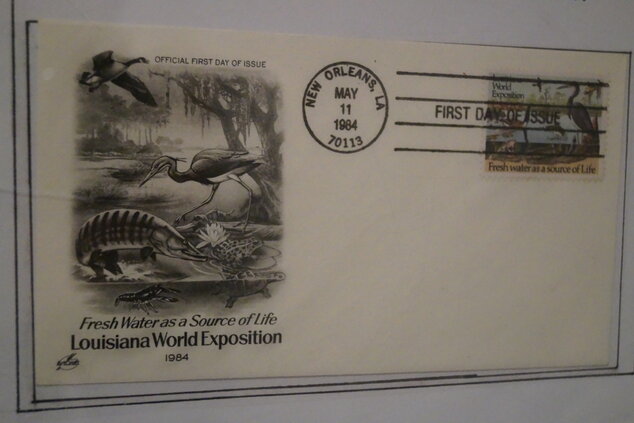 OFFICIAL FIRST DAY OF ISSUE
NEW ORLEANS, LA
MAY
11
1984
70113
FIRST DAY OF ISSUE
World
Exposition
Fresh water as a source of Life
Fresh Water as a Source of Life
Louisiana World Exposition
1984